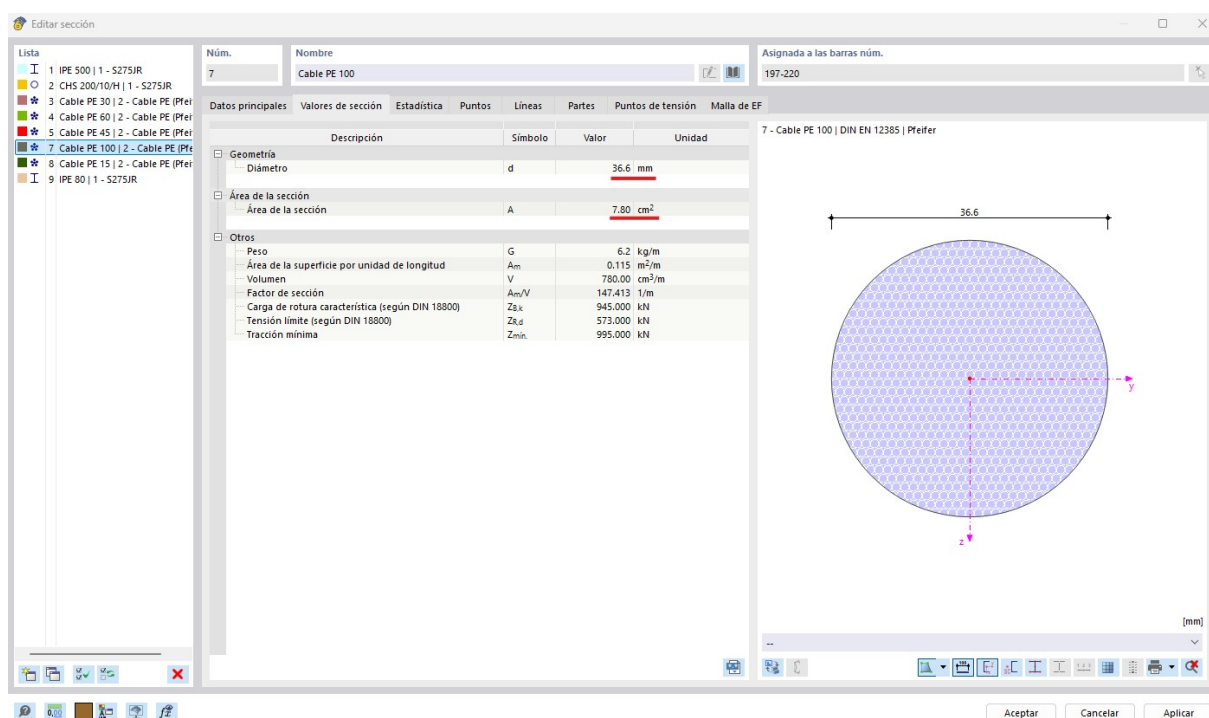 Editar sección
Lista
1 IPE 500 | 1 - S275JR
2 CHS 200/10/H | 1 - S275JR
3 Cable PE 30 | 2 - Cable PE (Pfei
4 Cable PE 60 | 2 - Cable PE (Pfei
5 Cable PE 45 | 2 - Cable PE (Pfei
7 Cable PE 100 | 2 - Cable PE (Pfe
8 Cable PE 15 | 2 - Cable PE (Pfei
9 IPE 80 | 1 - S275JR
Núm.
7
Nombre
Cable PE 100
Asignada a las barras núm.
197-220
Datos principales Valores de sección Estadística Puntos Líneas Partes Puntos de tensión Malla de EF
Descripción Símbolo Valor Unidad
Geometría
Diámetro d 36.6 mm
Área de la sección
Área de la sección A 7.80 cm²
Otros
Peso G 6.2 kg/m
Área de la superficie por unidad de longitud Am 0.115 m²/m
Volumen V 780.00 cm³/m
Factor de sección Am/V 147.413 1/m
Carga de rotura característica (según DIN 18800) ZB,k 945.000 kN
Tensión límite (según DIN 18800) ZR,d 573.000 kN
Tracción mínima Zmín. 995.000 kN
7 - Cable PE 100 | DIN EN 12385 | Pfeifer
36.6
y
z
[mm]
--
Aceptar Cancelar Aplicar